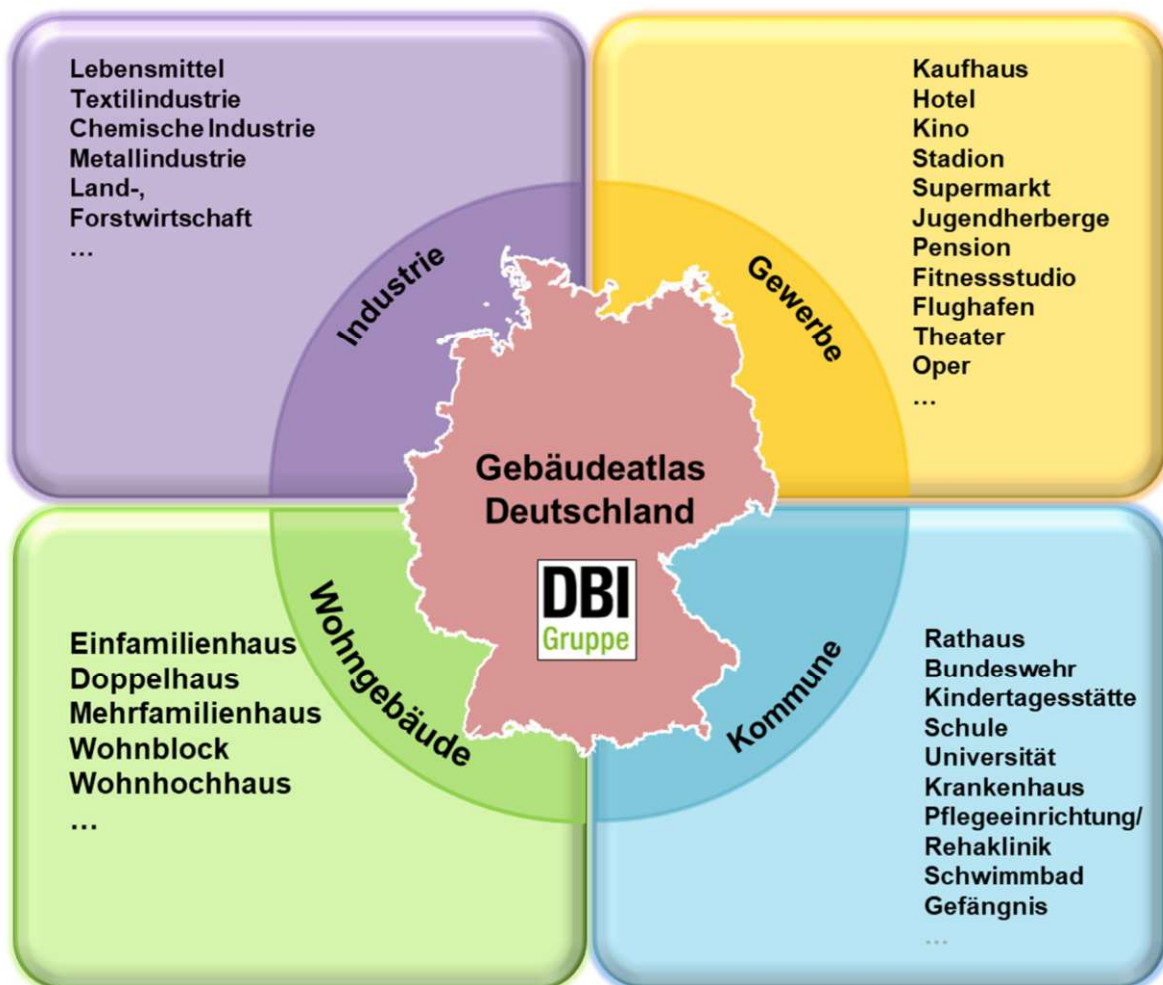 Lebensmittel
Textilindustrie
Chemische Industrie
Metallindustrie
Land-,
Forstwirtschaft
...
Industrie
Kaufhaus
Hotel
Kino
Stadion
Supermarkt
Jugendherberge
Pension
Fitnessstudio
Flughafen
Theater
Oper
...
Gewerbe
Gebäudeatlas
Deutschland
DBI
Gruppe
Einfamilienhaus
Doppelhaus
Mehrfamilienhaus
Wohnblock
Wohnhochhaus
...
Wohngebäude
Kommune
Rathaus
Bundeswehr
Kindertagesstätte
Schule
Universität
Krankenhaus
Pflegeeinrichtung/
Rehaklinik
Schwimmbad
Gefängnis
...